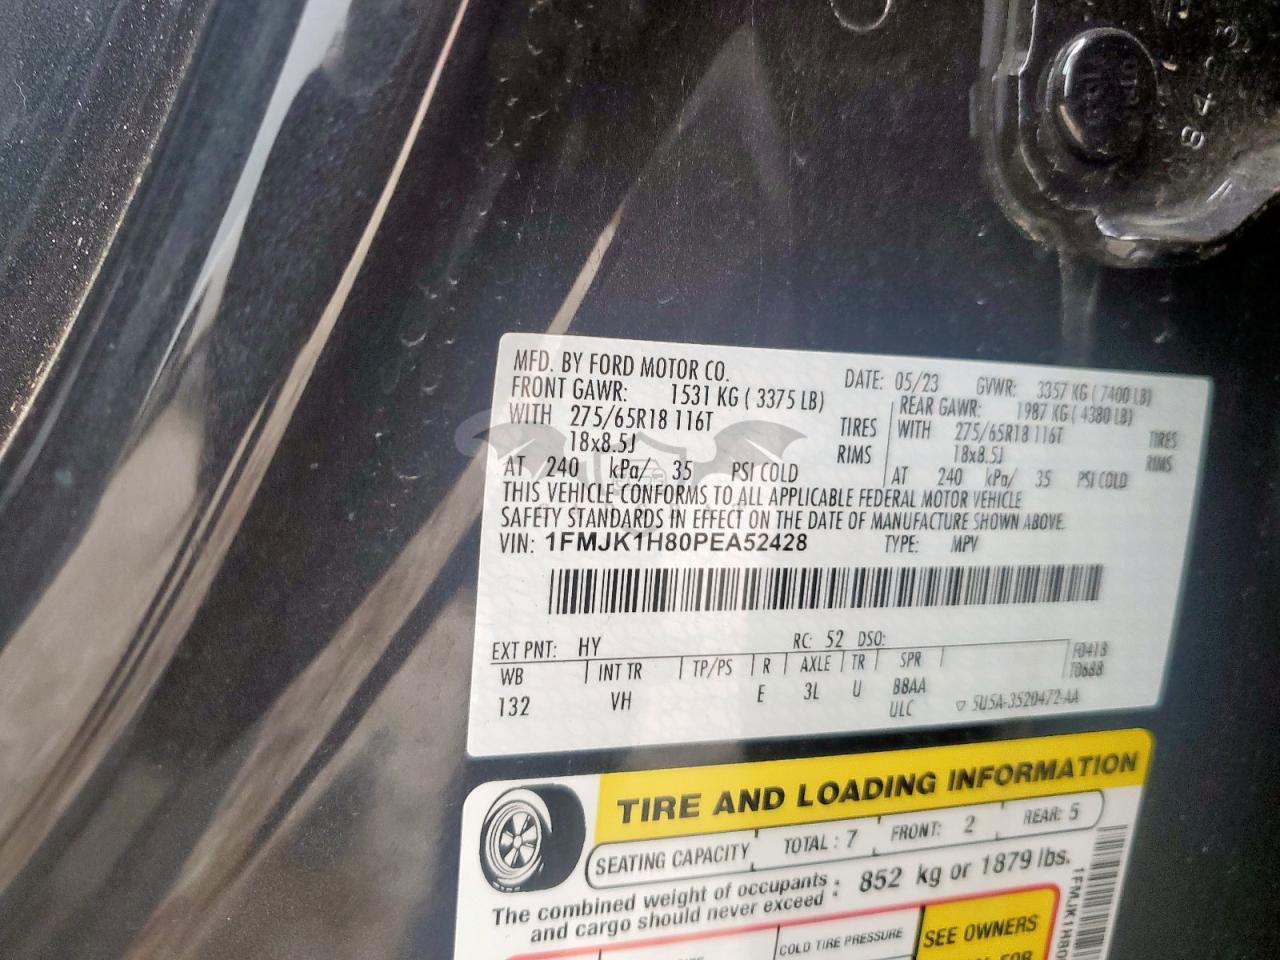 8 4 3
MFD. BY FORD MOTOR CO.
DATE: 05/23 GVWR: 3357 KG ( 7400 LB)
FRONT GAWR: 1531 KG ( 3375 LB)
REAR GAWR: 1987 KG ( 4380 LB)
WITH 275/65R18 116T TIRES
WITH 275/65R18 116T TIRES
18x8.5J RIMS
18x8.5J RIMS
AT 240 kPa/ 35 PSI COLD
AT 240 kPa/ 35 PSI COLD
THIS VEHICLE CONFORMS TO ALL APPLICABLE FEDERAL MOTOR VEHICLE
SAFETY STANDARDS IN EFFECT ON THE DATE OF MANUFACTURE SHOWN ABOVE.
VIN: 1FMJK1H80PEA52428 TYPE: MPV
EXT PNT: HY RC: 52 DSO:
WB INT TR TP/PS R AXLE TR SPR
132 VH E 3L U BBAA
ULC ▽ 5U5A-3520472-AA
F0418
T0688
TIRE AND LOADING INFORMATION
SEATING CAPACITY TOTAL : 7 FRONT: 2 REAR: 5
The combined weight of occupants
and cargo should never exceed : 852 kg or 1879 lbs.
COLD TIRE PRESSURE
SEE OWNERS
1FMJK1H80